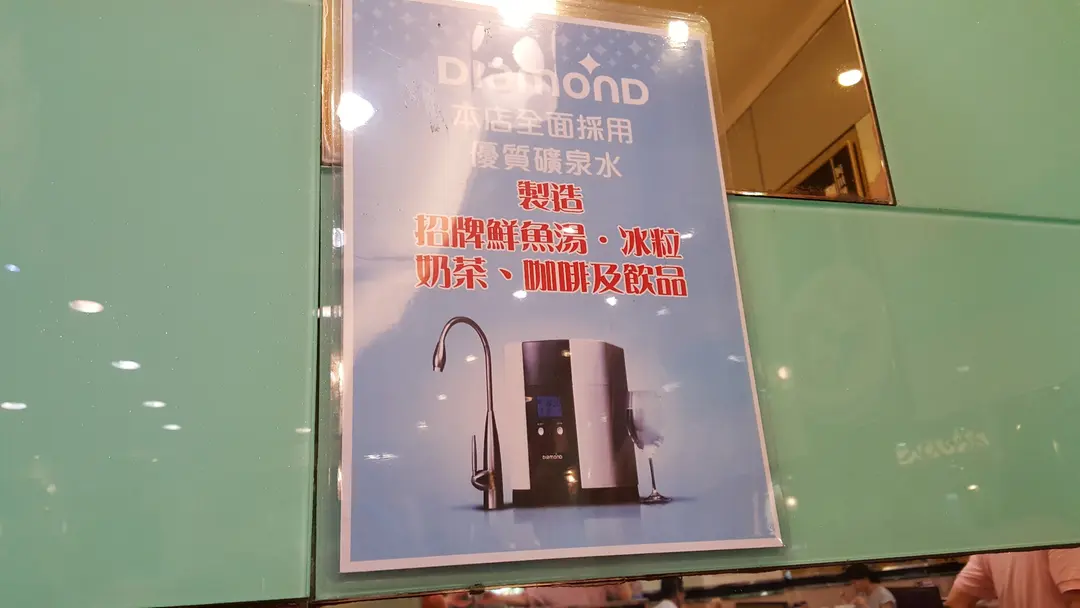 DiamonD
本店全面採用
優質礦泉水
製造
招牌鮮魚湯・冰粒
奶茶、咖啡及飲品
DiamonD